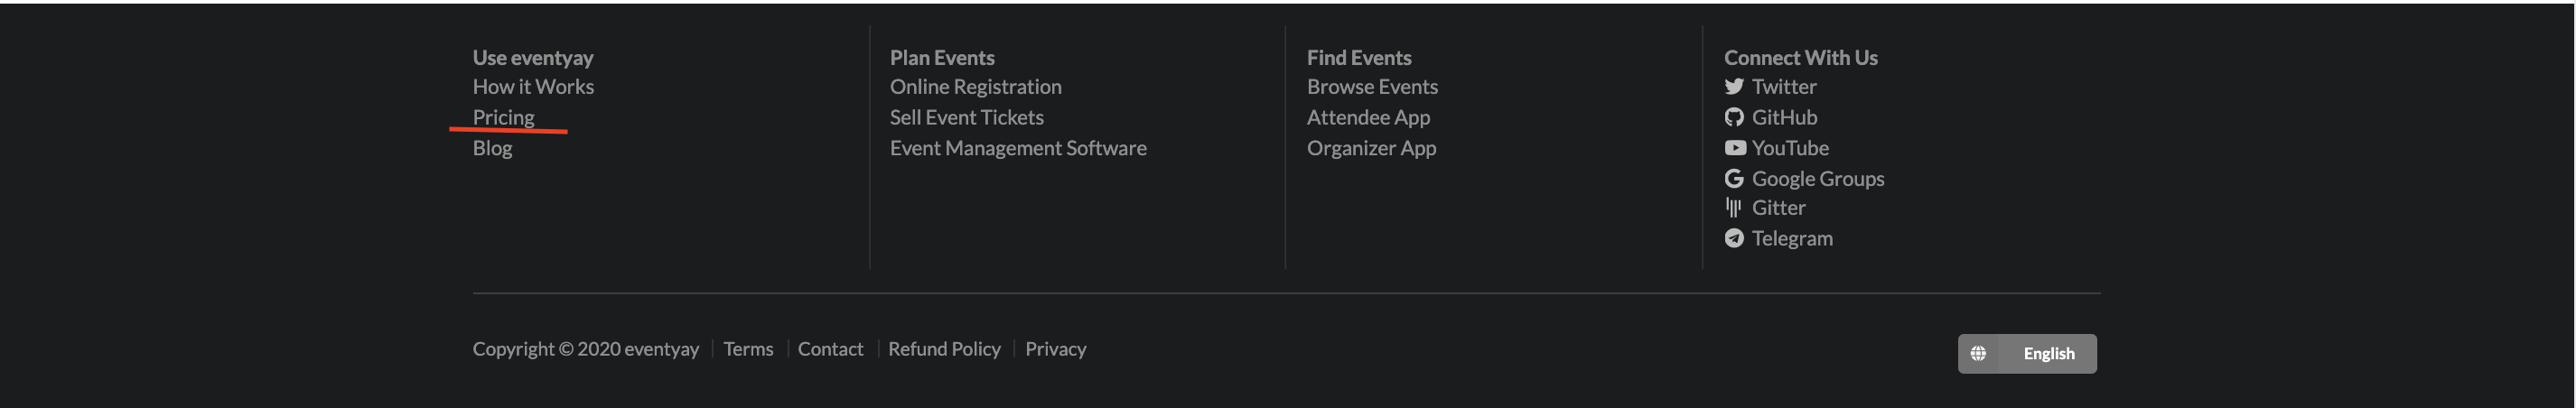 Use eventyay
How it Works
Pricing
Blog
Plan Events
Online Registration
Sell Event Tickets
Event Management Software
Find Events
Browse Events
Attendee App
Organizer App
Connect With Us
Twitter
GitHub
YouTube
Google Groups
Gitter
Telegram
Copyright © 2020 eventyay
Terms
Contact
Refund Policy
Privacy
English